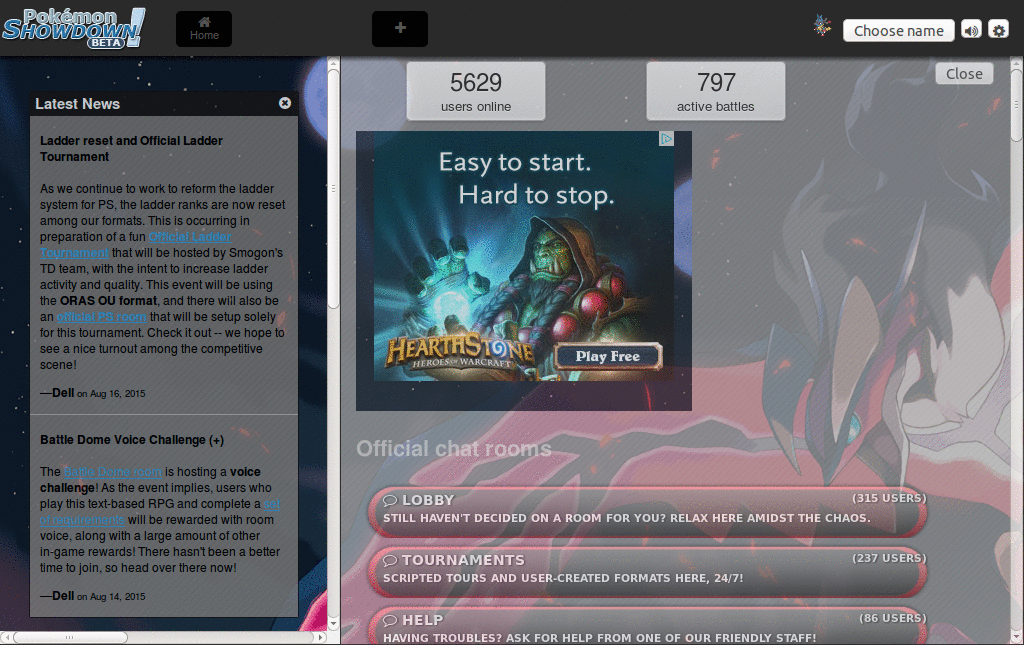 Pokémon
SHOWDOWN!
BETA
Home
Choose name
Latest News
Ladder reset and Official Ladder
Tournament
As we continue to work to reform the ladder
system for PS, the ladder ranks are now reset
among our formats. This is occurring in
preparation of a fun Official Ladder
Tournament that will be hosted by Smogon's
TD team, with the intent to increase ladder
activity and quality. This event will be using
the ORAS OU format, and there will also be
an official PS room that will be setup solely
for this tournament. Check it out -- we hope to
see a nice turnout among the competitive
scene!
—Dell on Aug 16, 2015
Battle Dome Voice Challenge (+)
The Battle Dome room is hosting a voice
challenge! As the event implies, users who
play this text-based RPG and complete a set
of requirements will be rewarded with room
voice, along with a large amount of other
in-game rewards! There hasn't been a better
time to join, so head over there now!
—Dell on Aug 14, 2015
5629
users online
797
active battles
Close
Easy to start.
Hard to stop.
HEARTHSTONE
HEROES OF WARCRAFT
Play Free
Official chat rooms
LOBBY (315 USERS)
STILL HAVEN'T DECIDED ON A ROOM FOR YOU? RELAX HERE AMIDST THE CHAOS.
TOURNAMENTS (237 USERS)
SCRIPTED TOURS AND USER-CREATED FORMATS HERE, 24/7!
HELP (86 USERS)
HAVING TROUBLES? ASK FOR HELP FROM ONE OF OUR FRIENDLY STAFF!